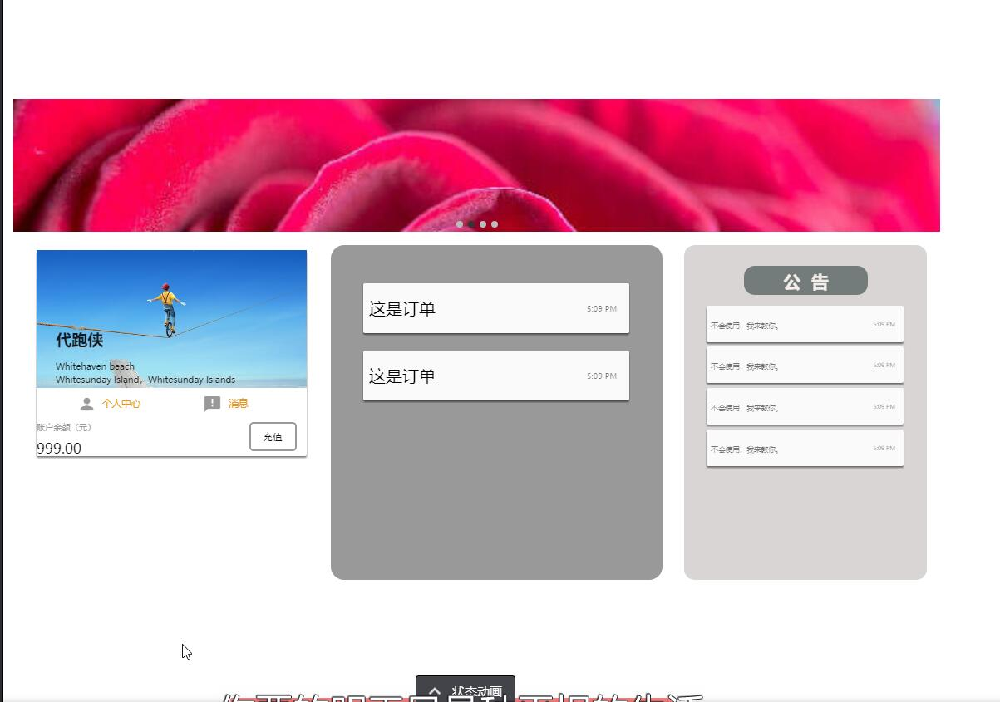 代跑侠
Whitehaven beach
Whitesunday Island, Whitesunday Islands
个人中心
消息
账户余额（元）
充值
999.00
这是订单
5:09 PM
这是订单
5:09 PM
公 告
不会使用，我来教你。
5:09 PM
不会使用，我来教你。
5:09 PM
不会使用，我来教你。
5:09 PM
不会使用，我来教你。
5:09 PM
状态动画